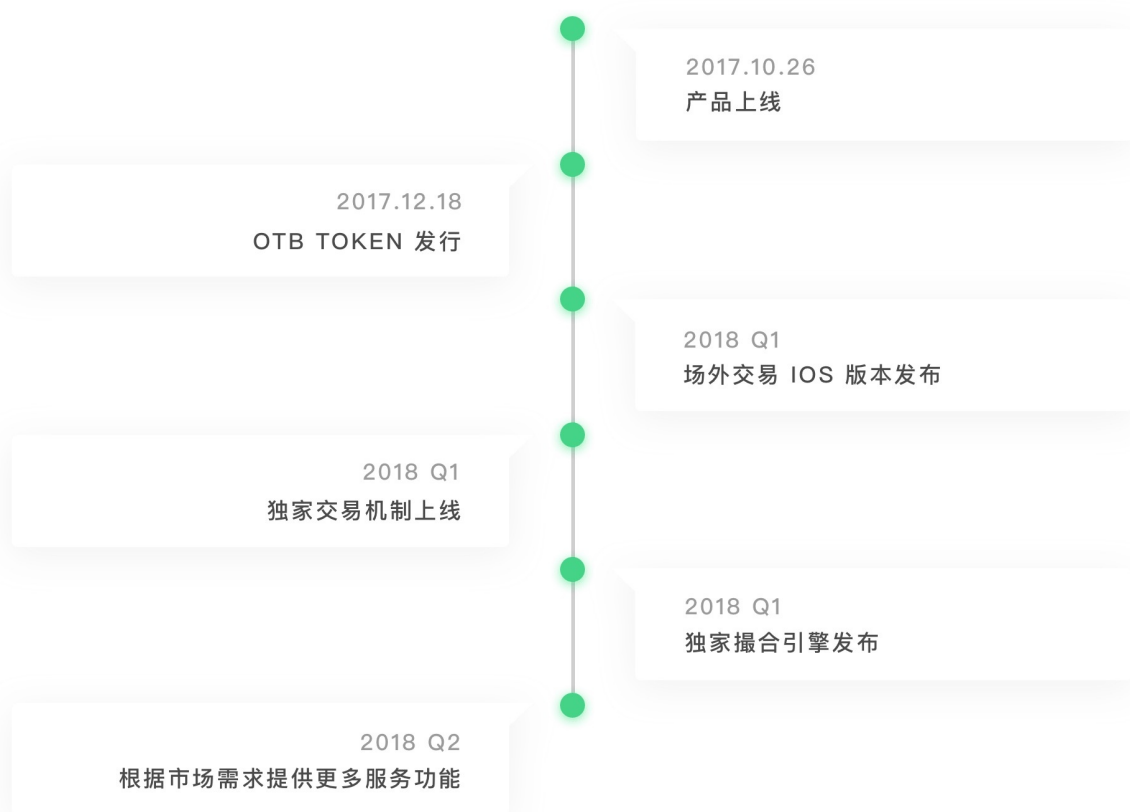 2017.10.26
产品上线
2017.12.18
OTB TOKEN 发行
2018 Q1
场外交易 IOS 版本发布
2018 Q1
独家交易机制上线
2018 Q1
独家撮合引擎发布
2018 Q2
根据市场需求提供更多服务功能